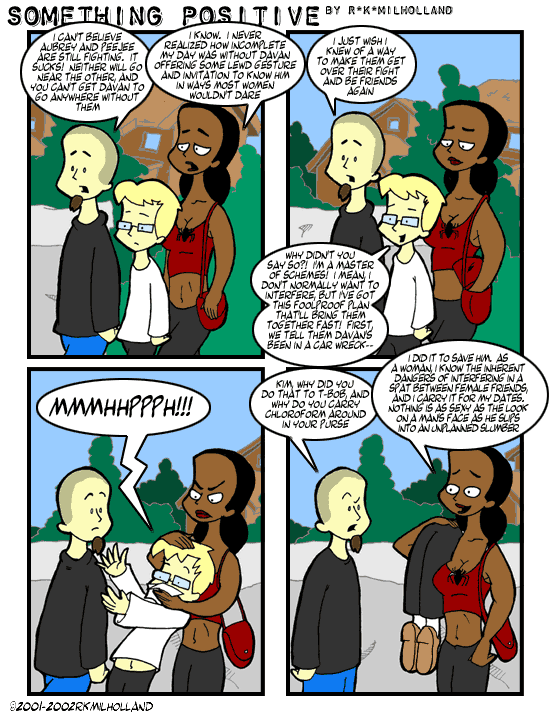 SOMETHING POSITIVE BY R*K*MILHOLLAND
I CAN'T BELIEVE
AUBREY AND PEEJEE
ARE STILL FIGHTING. IT
SUCKS! NEITHER WILL GO
NEAR THE OTHER, AND
YOU CAN'T GET DAVAN TO
GO ANYWHERE WITHOUT
THEM
I KNOW. I NEVER
REALIZED HOW INCOMPLETE
MY DAY WAS WITHOUT DAVAN
OFFERING SOME LEWD GESTURE
AND INVITATION TO KNOW HIM
IN WAYS MOST WOMEN
WOULDN'T DARE
I JUST WISH I
KNEW OF A WAY
TO MAKE THEM GET
OVER THEIR FIGHT
AND BE FRIENDS
AGAIN
WHY DIDN'T YOU
SAY SO?! I'M A MASTER
OF SCHEMES! I MEAN, I
DON'T NORMALLY WANT TO
INTERFERE, BUT I'VE GOT
THIS FOOLPROOF PLAN
THAT'LL BRING THEM
TOGETHER FAST! FIRST,
WE TELL THEM DAVAN'S
BEEN IN A CAR WRECK--
MMMHHPPPH!!!
KIM, WHY DID YOU
DO THAT TO T-BOB, AND
WHY DO YOU CARRY
CHLOROFORM AROUND
IN YOUR PURSE
I DID IT TO SAVE HIM. AS
A WOMAN, I KNOW THE INHERENT
DANGERS OF INTERFERING IN A
SPAT BETWEEN FEMALE FRIENDS,
AND I CARRY IT FOR MY DATES.
NOTHING IS AS SEXY AS THE LOOK
ON A MAN'S FACE AS HE SLIPS
INTO AN UNPLANNED SLUMBER
©2001-2002RKMILHOLLAND